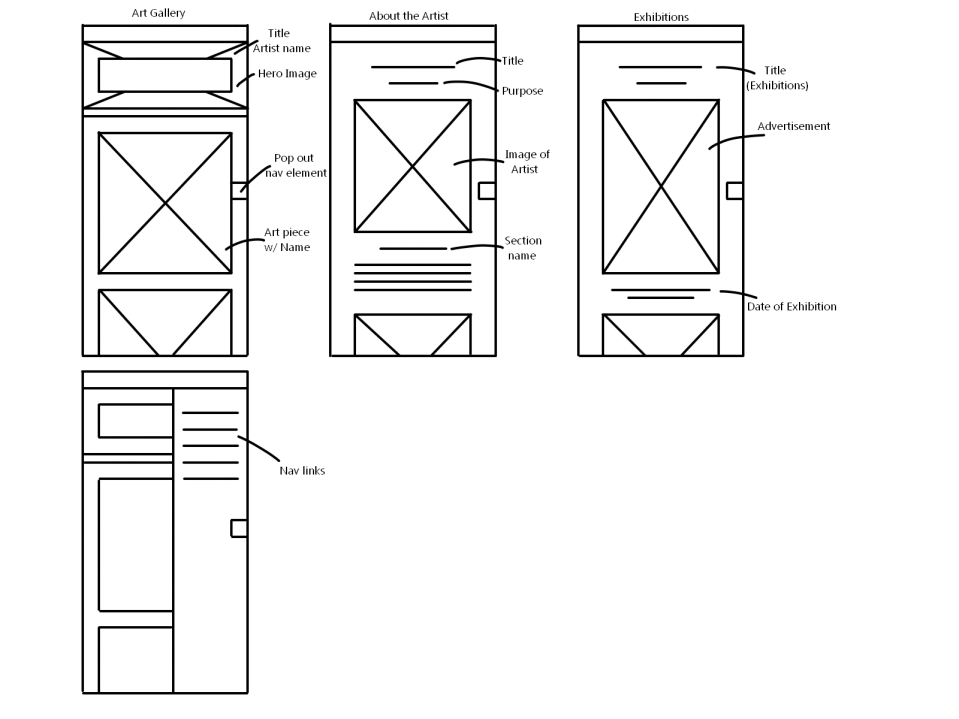 Art Gallery
Title
Artist name
Hero Image
Pop out
nav element
Art piece
w/ Name
About the Artist
Title
Purpose
Image of
Artist
Section
name
Exhibitions
Title
(Exhibitions)
Advertisement
Date of Exhibition
Nav links